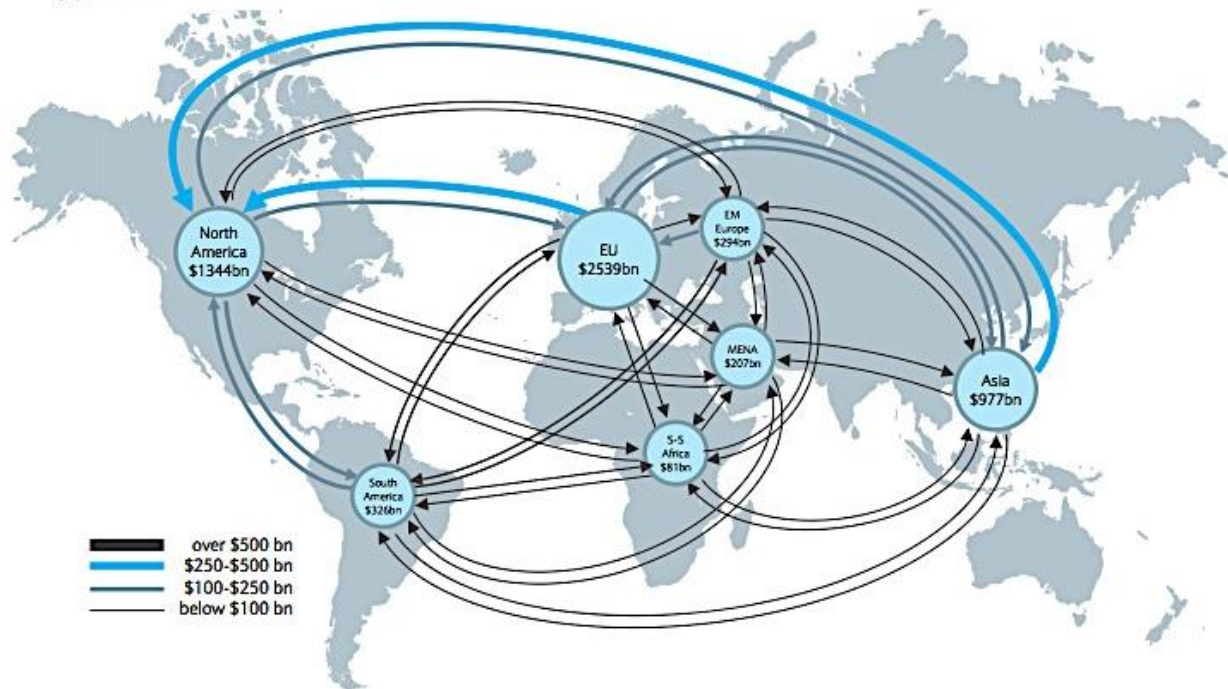 North
America
$1344bn
EU
$2539bn
EM
Europe
$294bn
MENA
$207bn
Asia
$977bn
S-S
Africa
$81bn
South
America
$326bn
over $500 bn
$250-$500 bn
$100-$250 bn
below $100 bn